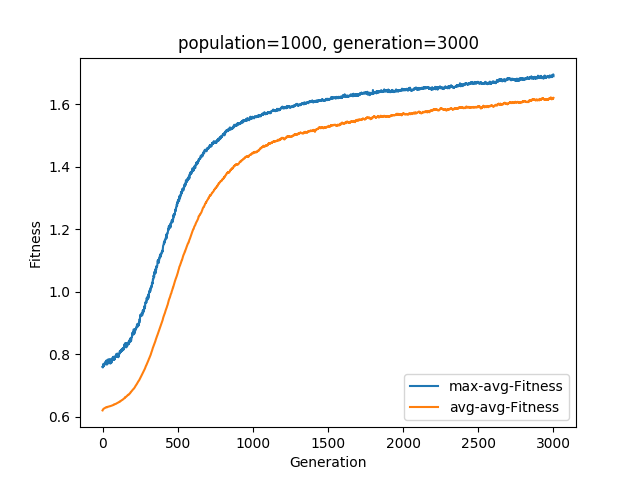 population=1000, generation=3000
Fitness
1.6
1.4
1.2
1.0
0.8
0.6
max-avg-Fitness
avg-avg-Fitness
0 500 1000 1500 2000 2500 3000
Generation